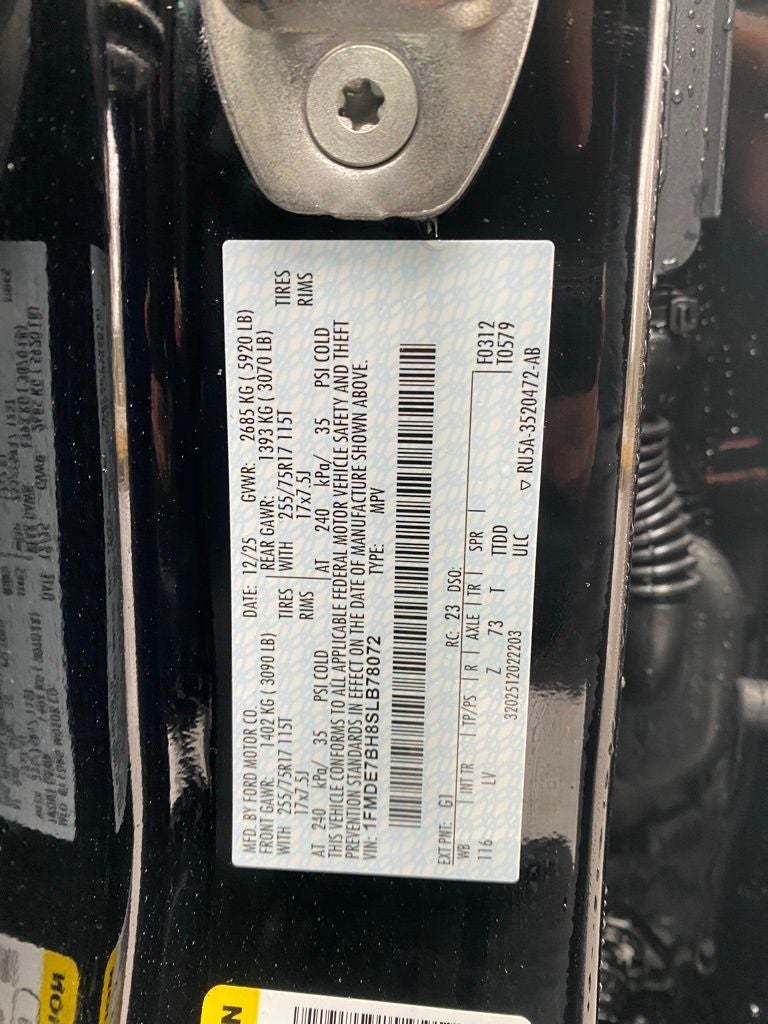 MFD. BY FORD MOTOR CO.
DATE: 12/25 GVWR: 2685 KG ( 5920 LB)
FRONT GAWR: 1402 KG ( 3090 LB) REAR GAWR: 1393 KG ( 3070 LB)
WITH 255/75R17 115T TIRES WITH 255/75R17 115T TIRES
17x7.5J RIMS 17x7.5J RIMS
AT 240 kPa/ 35 PSI COLD AT 240 kPa/ 35 PSI COLD
THIS VEHICLE CONFORMS TO ALL APPLICABLE FEDERAL MOTOR VEHICLE SAFETY AND THEFT
PREVENTION STANDARDS IN EFFECT ON THE DATE OF MANUFACTURE SHOWN ABOVE.
VIN: 1FMDE7BH8SLB78072 TYPE: MPV
F0312
T0579
EXT PNT: G1 RC: 23 DSO:
WB INT TR TP/PS R AXLE TR SPR
116 LV Z 73 T TTDD
3202512022203 ULC
▽ RU5A-3520472-AB